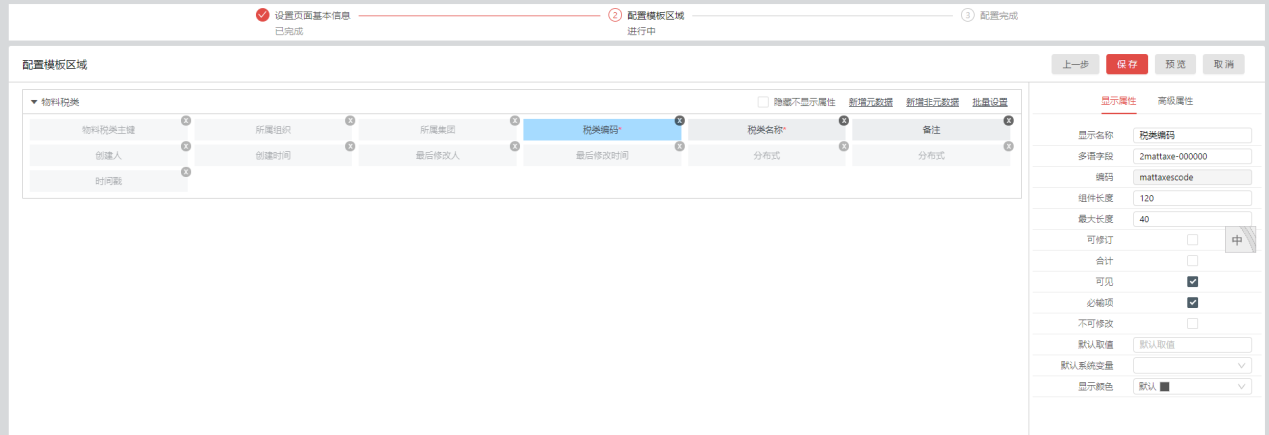 设置页面基本信息
已完成
2 配置模板区域
进行中
3 配置完成
配置模板区域
上一步 保存 预览 取消
物料税类
隐藏不显示属性 新增元数据 新增非元数据 批量设置
物料税类主键 x 所属组织 x 所属集团 x 税类编码* x 税类名称* x 备注 x
创建人 x 创建时间 x 最后修改人 x 最后修改时间 x 分布式 x 分布式 x
时间戳 x
显示属性 高级属性
显示名称 税类编码
多语字段 2mattaxe-000000
编码 mattaxescode
组件长度 120
最大长度 40
可修订
中
合计
可见
必输项
不可修改
默认取值 默认取值
默认系统变量
显示颜色 默认